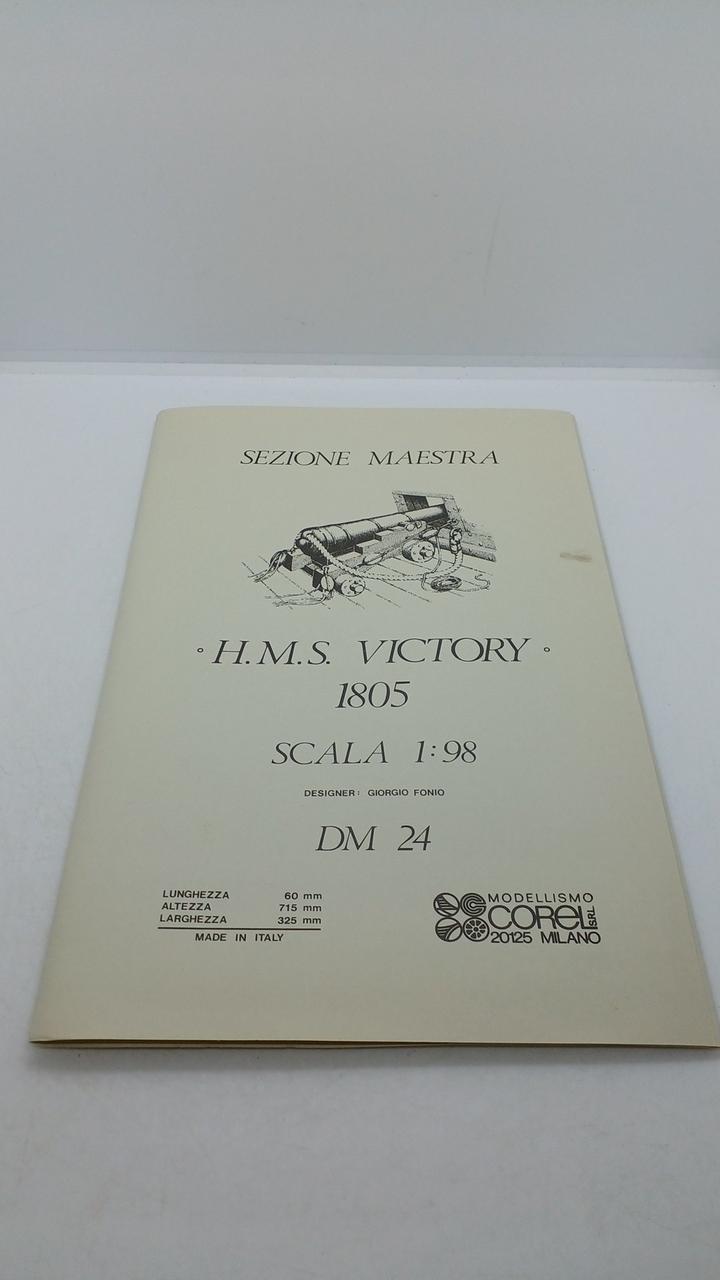 SEZIONE MAESTRA
° H.M.S. VICTORY °
1805
SCALA 1:98
DESIGNER: GIORGIO FONIO
DM 24
LUNGHEZZA 60 mm
ALTEZZA 715 mm
LARGHEZZA 325 mm
MADE IN ITALY
MODELLISMO
COREL S.R.L.
20125 MILANO